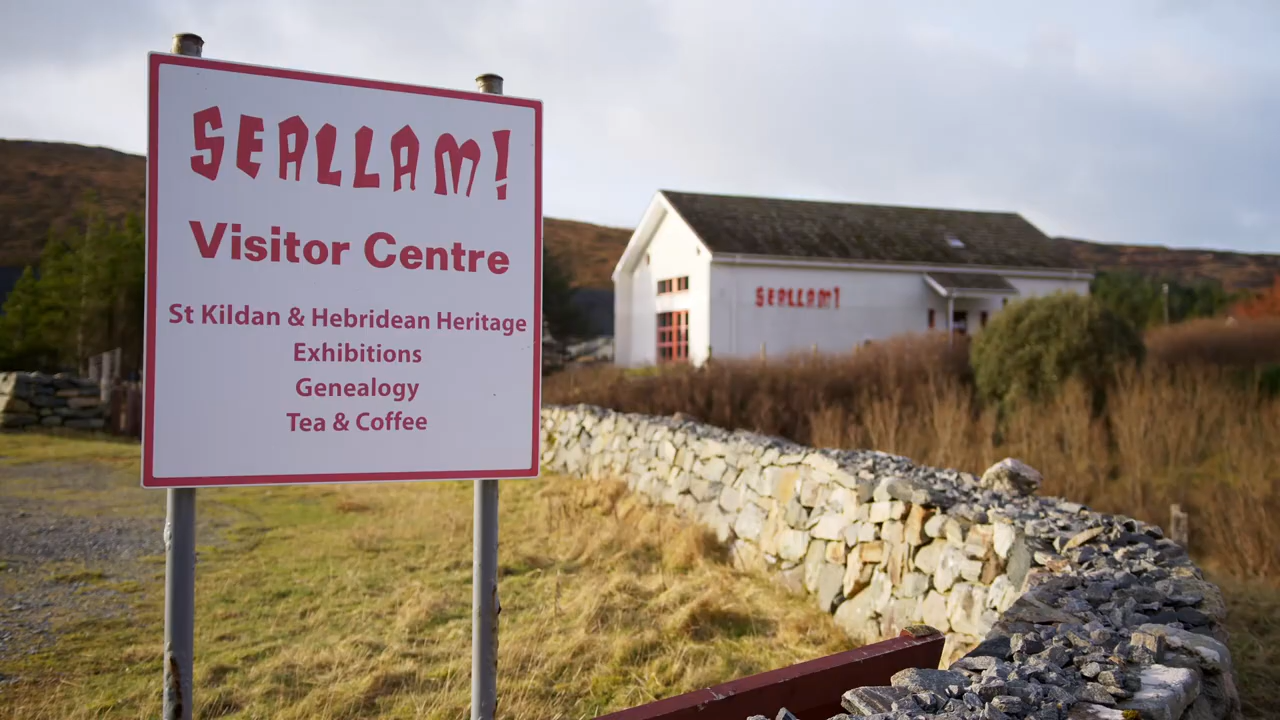 SEALLAM!
Visitor Centre
St Kildan & Hebridean Heritage
Exhibitions
Genealogy
Tea & Coffee
SEALLAM!